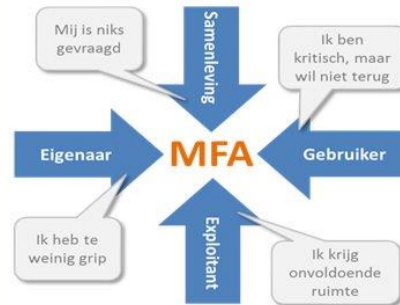 Mij is niks
gevraagd
Samenleving
Ik ben
kritisch, maar
wil niet terug
Eigenaar
MFA
Gebruiker
Ik heb te
weinig grip
Exploitant
Ik krijg
onvoldoende
ruimte